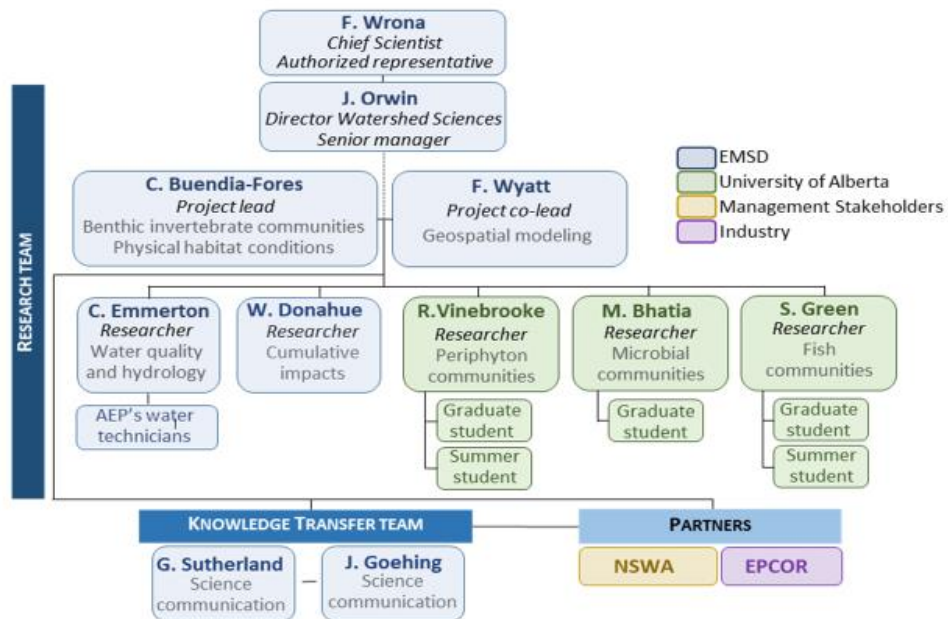 F. Wrona
Chief Scientist
Authorized representative
J. Orwin
Director Watershed Sciences
Senior manager
RESEARCH TEAM
EMSD
University of Alberta
Management Stakeholders
Industry
C. Buendia-Fores
Project lead
Benthic invertebrate communities
Physical habitat conditions
F. Wyatt
Project co-lead
Geospatial modeling
C. Emmerton
Researcher
Water quality
and hydrology
AEP's water
technicians
W. Donahue
Researcher
Cumulative
impacts
R.Vinebrooke
Researcher
Periphyton
communities
Graduate
student
Summer
student
M. Bhatia
Researcher
Microbial
communities
Graduate
student
S. Green
Researcher
Fish
communities
Graduate
student
Summer
student
KNOWLEDGE TRANSFER TEAM
G. Sutherland
Science
communication
J. Goehing
Science
communication
PARTNERS
NSWA
EPCOR